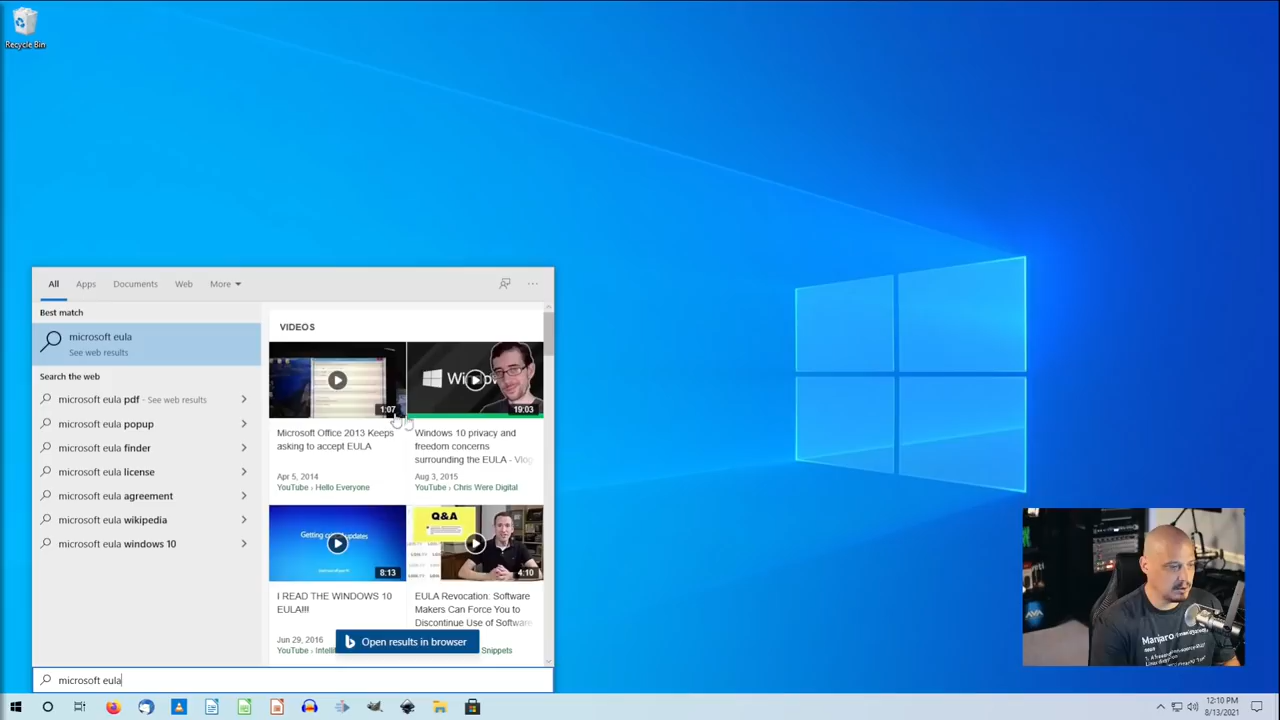 Recycle Bin
All
Apps
Documents
Web
More
Best match
microsoft eula
See web results
Search the web
microsoft eula pdf - See web results
microsoft eula popup
microsoft eula finder
microsoft eula license
microsoft eula agreement
microsoft eula wikipedia
microsoft eula windows 10
VIDEOS
1:07
Microsoft Office 2013 Keeps
asking to accept EULA
Apr 5, 2014
YouTube › Hello Everyone
19:03
Windows 10 privacy and
freedom concerns
surrounding the EULA - Vlog
Aug 3, 2015
YouTube › Chris Were Digital
8:13
I READ THE WINDOWS 10
EULA!!!
Jun 29, 2016
YouTube ›
Q&A
4:10
EULA Revocation: Software
Makers Can Force You to
Discontinue Use of Software
Snippets
Open results in browser
microsoft eula
Manjaro
12:10 PM
8/13/2021